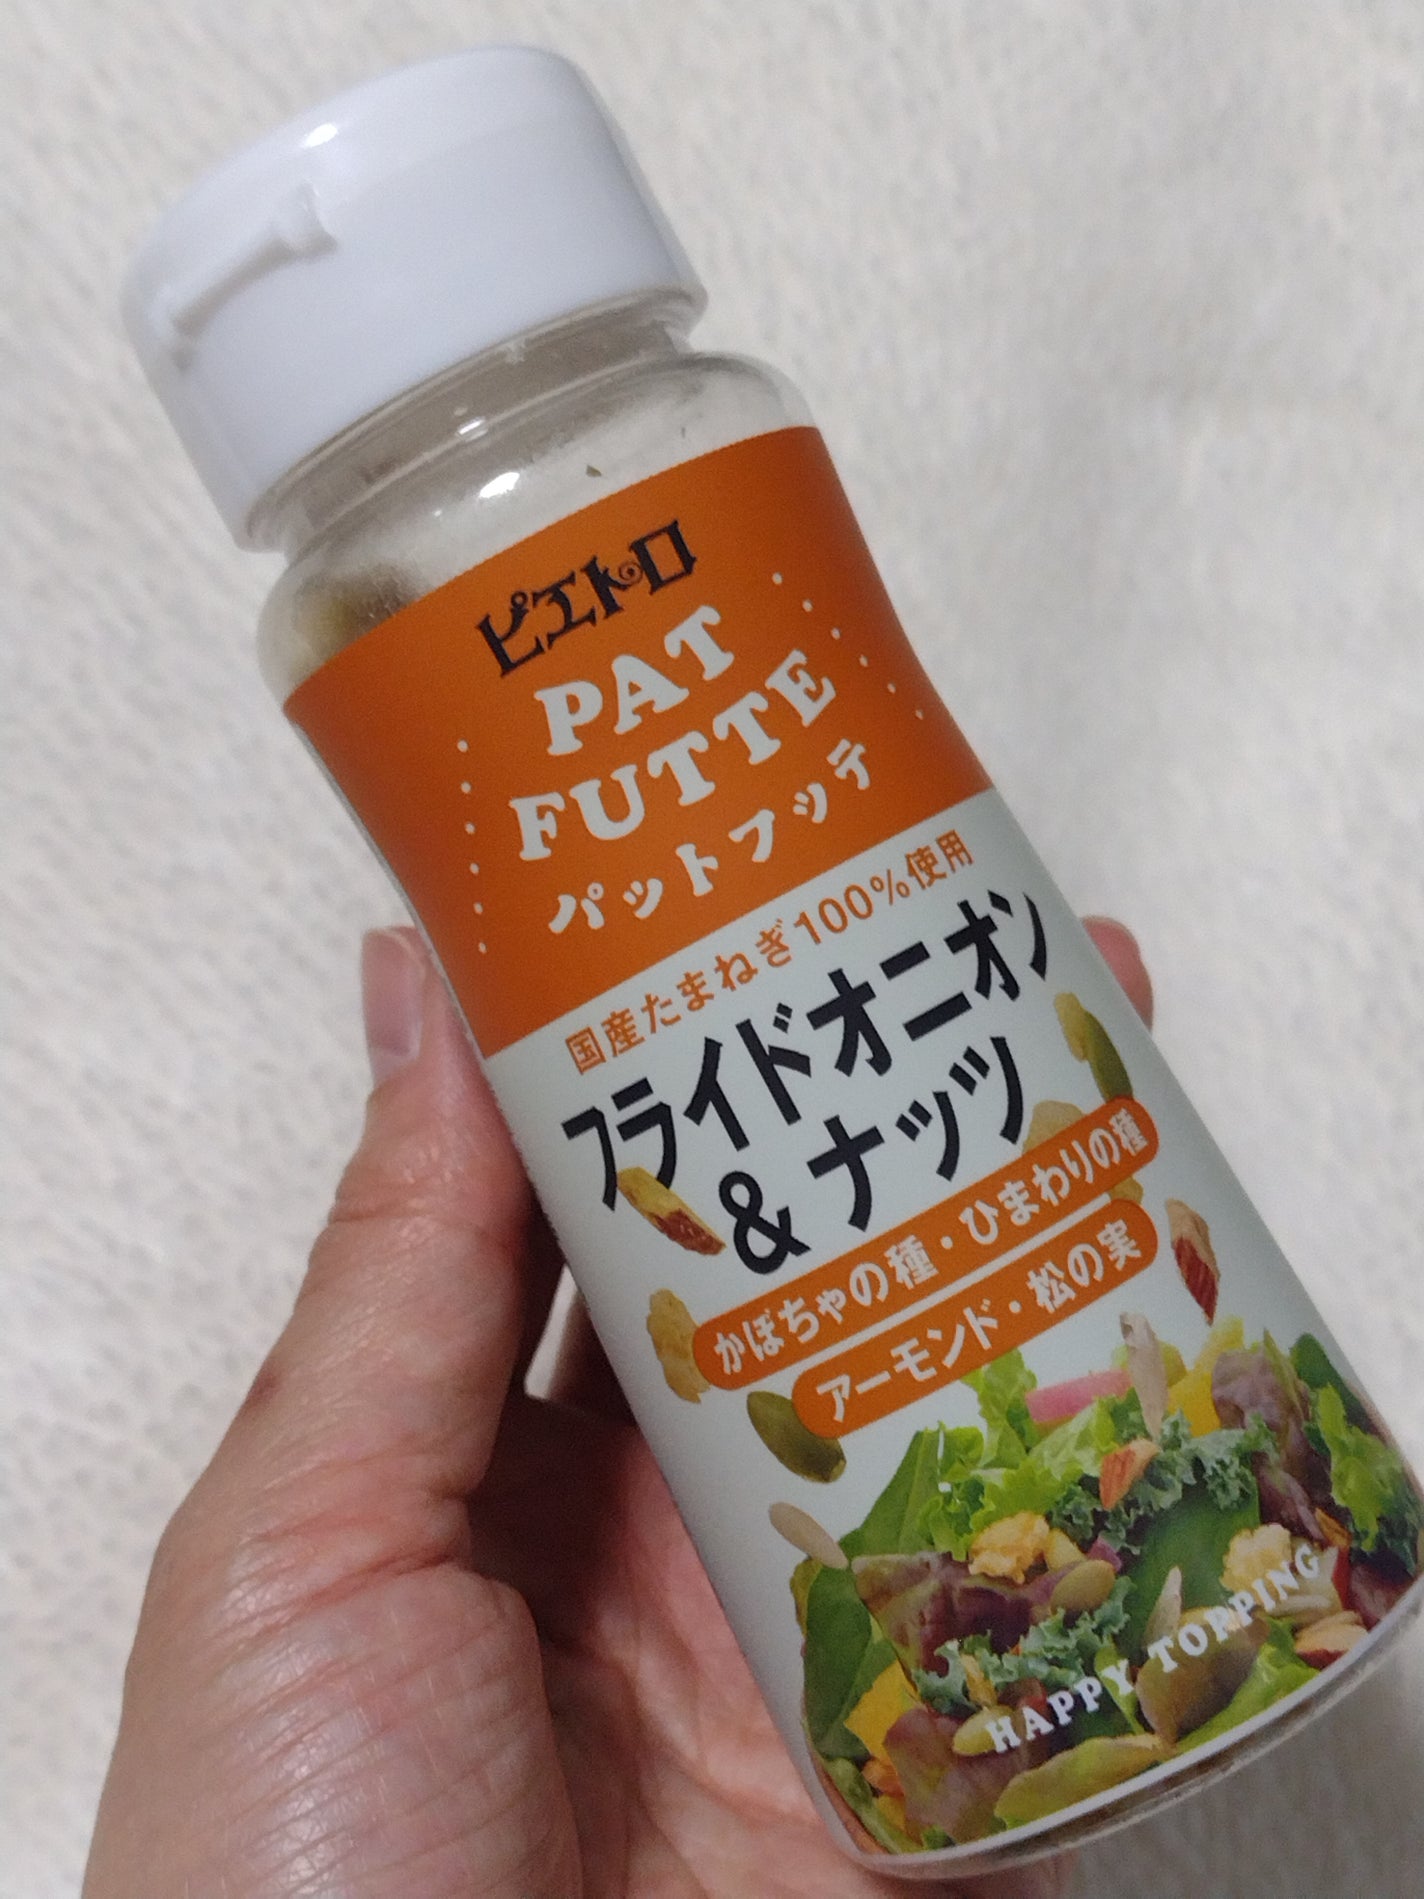 ピエトロ
PAT
FUTTE
パットフッテ
国産たまねぎ100%使用
フライドオニオン
&ナッツ
かぼちゃの種・ひまわりの種
アーモンド・松の実
HAPPY TOPPING